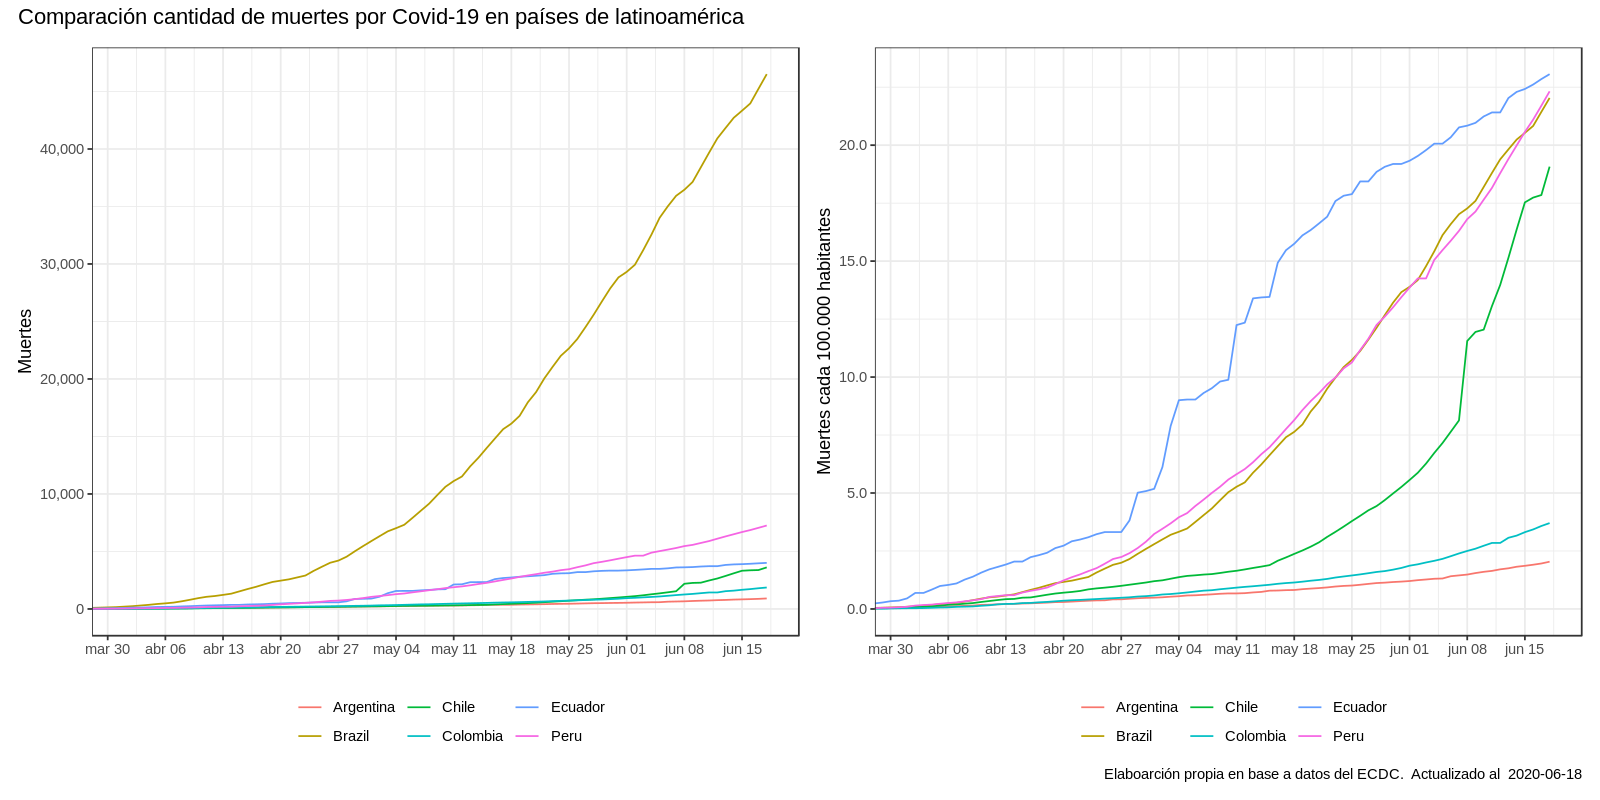 Comparación cantidad de muertes por Covid-19 en países de latinoamérica
Muertes
40,000
30,000
20,000
10,000
0
mar 30 abr 06 abr 13 abr 20 abr 27 may 04 may 11 may 18 may 25 jun 01 jun 08 jun 15
Argentina Chile Ecuador
Brazil Colombia Peru
Muertes cada 100.000 habitantes
20.0
15.0
10.0
5.0
0.0
mar 30 abr 06 abr 13 abr 20 abr 27 may 04 may 11 may 18 may 25 jun 01 jun 08 jun 15
Argentina Chile Ecuador
Brazil Colombia Peru
Elaboarción propia en base a datos del ECDC. Actualizado al 2020-06-18